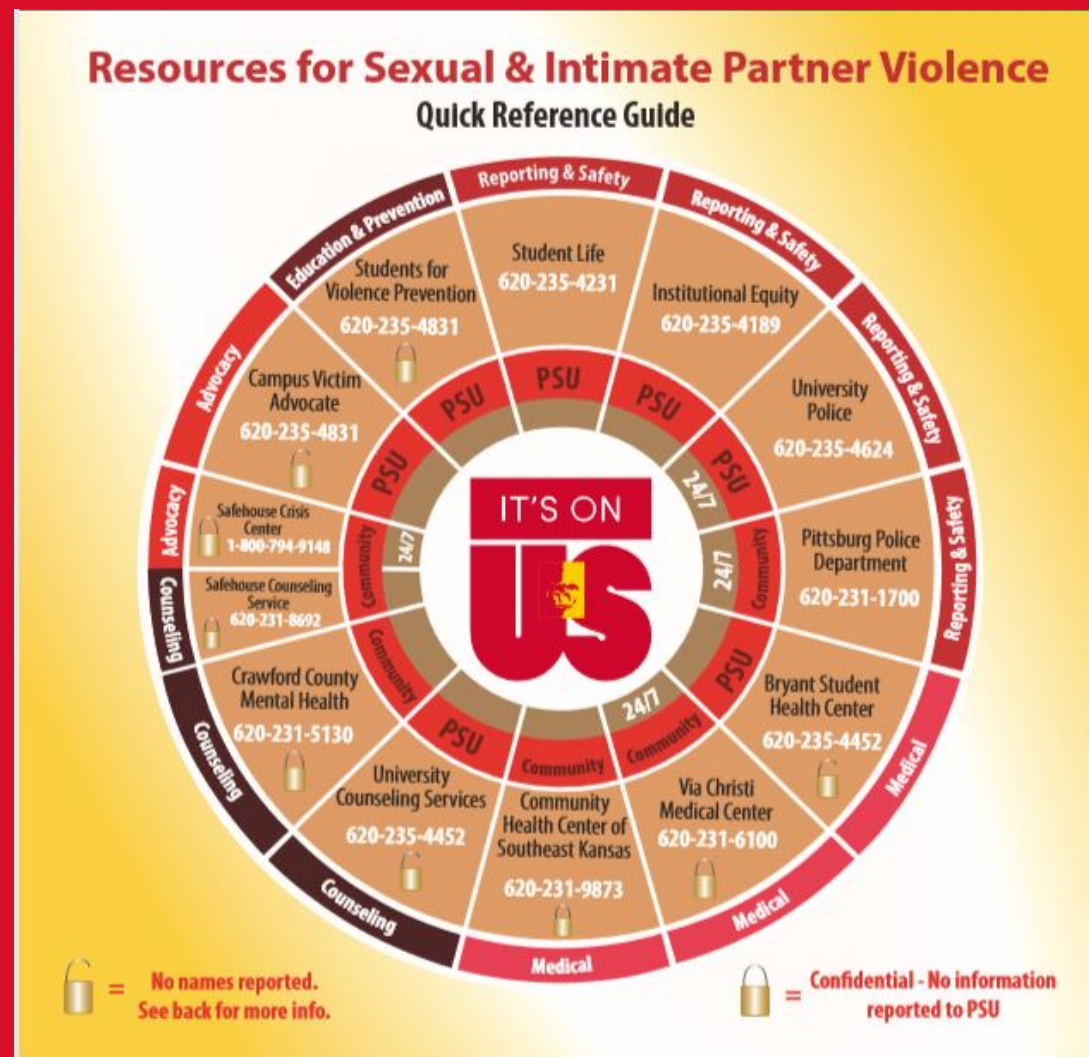 Resources for Sexual & Intimate Partner Violence
Quick Reference Guide
Reporting & Safety
Student Life
620-235-4231
PSU
Reporting & Safety
Institutional Equity
620-235-4189
PSU
Reporting & Safety
University
Police
620-235-4624
PSU
24/7
Reporting & Safety
Pittsburg Police
Department
620-231-1700
Community
24/7
Medical
Bryant Student
Health Center
620-235-4452
PSU
Medical
Via Christi
Medical Center
620-231-6100
Community
24/7
Medical
Community
Health Center of
Southeast Kansas
620-231-9873
Community
Counseling
University
Counseling Services
620-235-4452
PSU
Counseling
Crawford County
Mental Health
620-231-5130
Community
Counseling
Safehouse Counseling
Service
620-231-8692
Advocacy
Safehouse Crisis
Center
1-800-794-9148
Community
24/7
Advocacy
Campus Victim
Advocate
620-235-4831
PSU
Education & Prevention
Students for
Violence Prevention
620-235-4831
PSU
IT'S ON
US
= No names reported.
See back for more info.
= Confidential - No information
reported to PSU